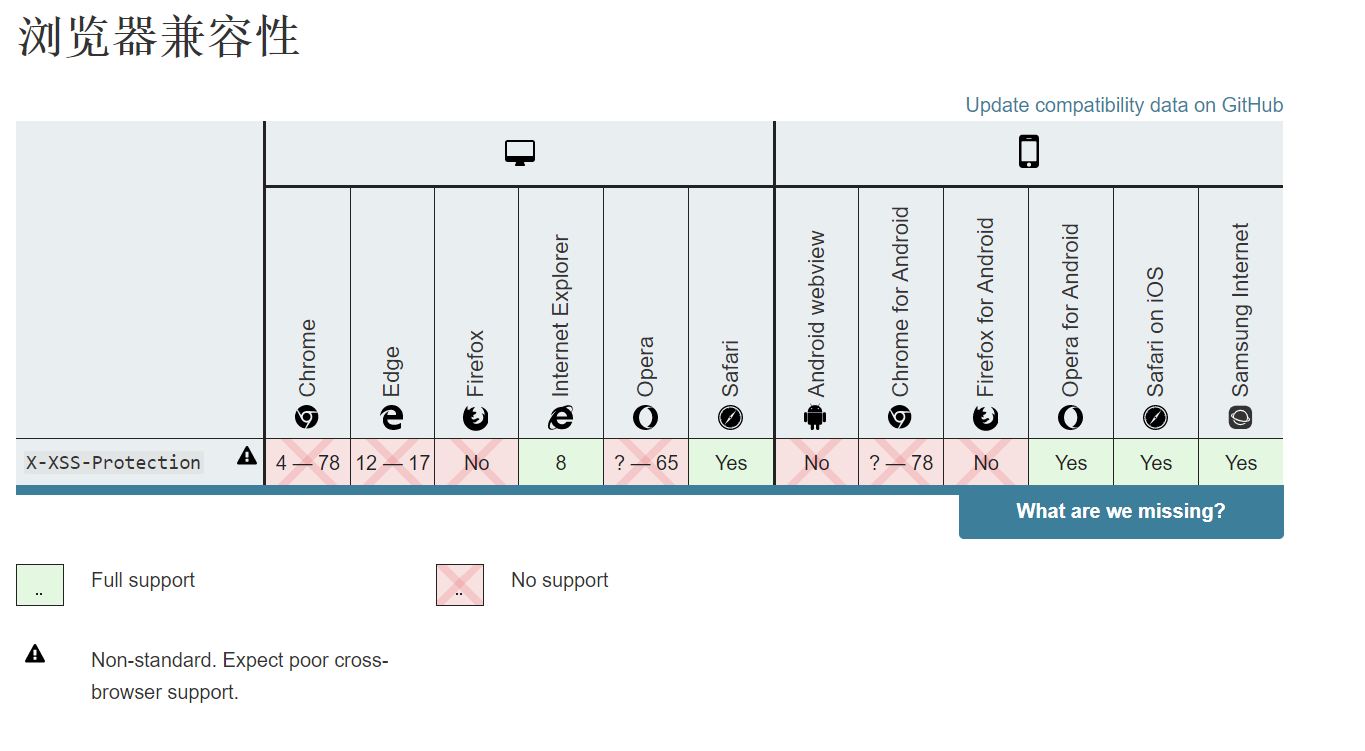 浏览器兼容性
Update compatibility data on GitHub
Chrome
Edge
Firefox
Internet Explorer
Opera
Safari
Android webview
Chrome for Android
Firefox for Android
Opera for Android
Safari on iOS
Samsung Internet
X-XSS-Protection 4 — 78 12 — 17 No 8 ? — 65 Yes No ? — 78 No Yes Yes Yes
What are we missing?
.. Full support .. No support
Non-standard. Expect poor cross-
browser support.